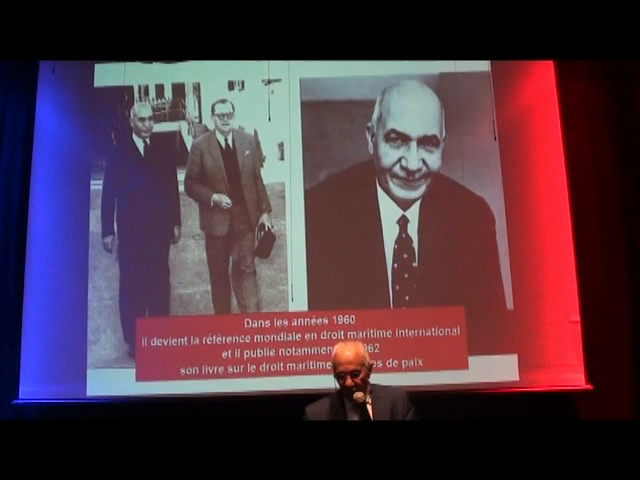 Dans les années 1960
il devient la référence mondiale en droit maritime international
et il publie notamment 1962
son livre sur le droit maritime de paix